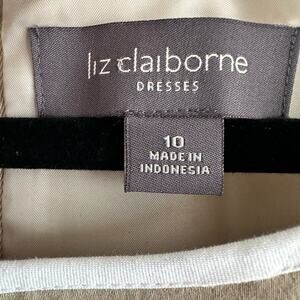 liz claiborne
DRESSES
10
MADE IN
INDONESIA